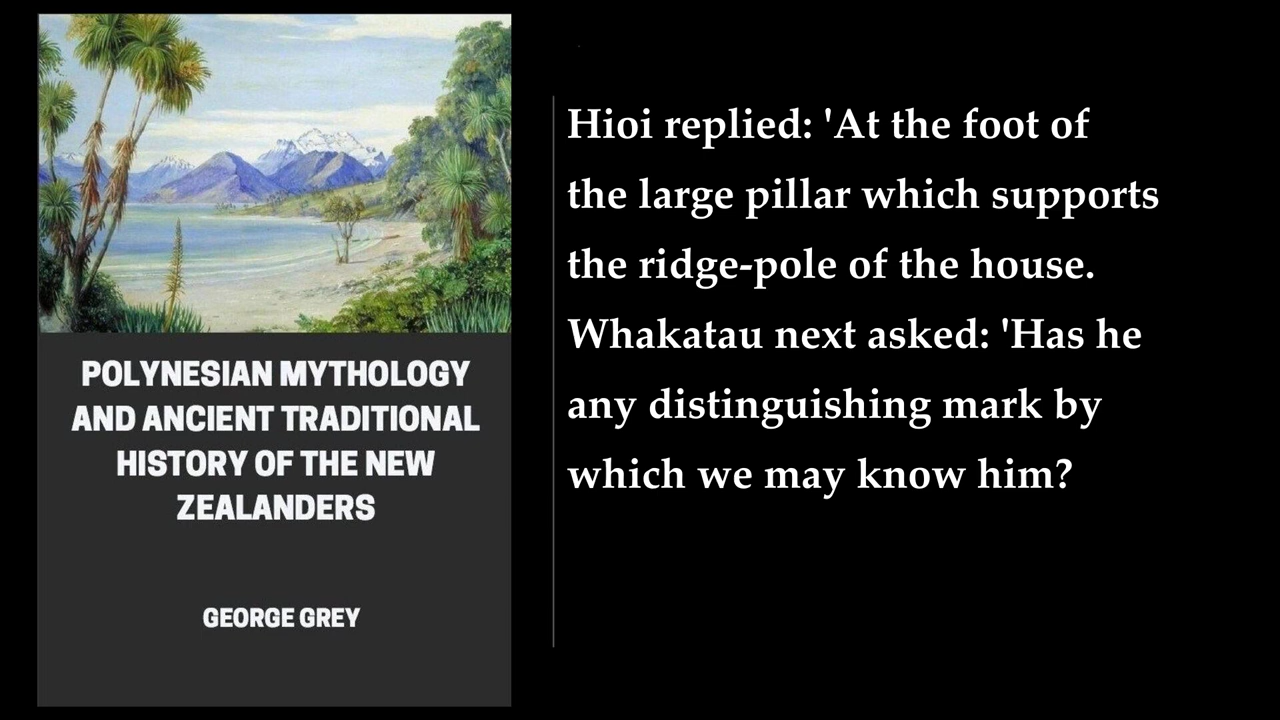 POLYNESIAN MYTHOLOGY
AND ANCIENT TRADITIONAL
HISTORY OF THE NEW
ZEALANDERS
GEORGE GREY
Hioi replied: 'At the foot of
the large pillar which supports
the ridge-pole of the house.
Whakatau next asked: 'Has he
any distinguishing mark by
which we may know him?